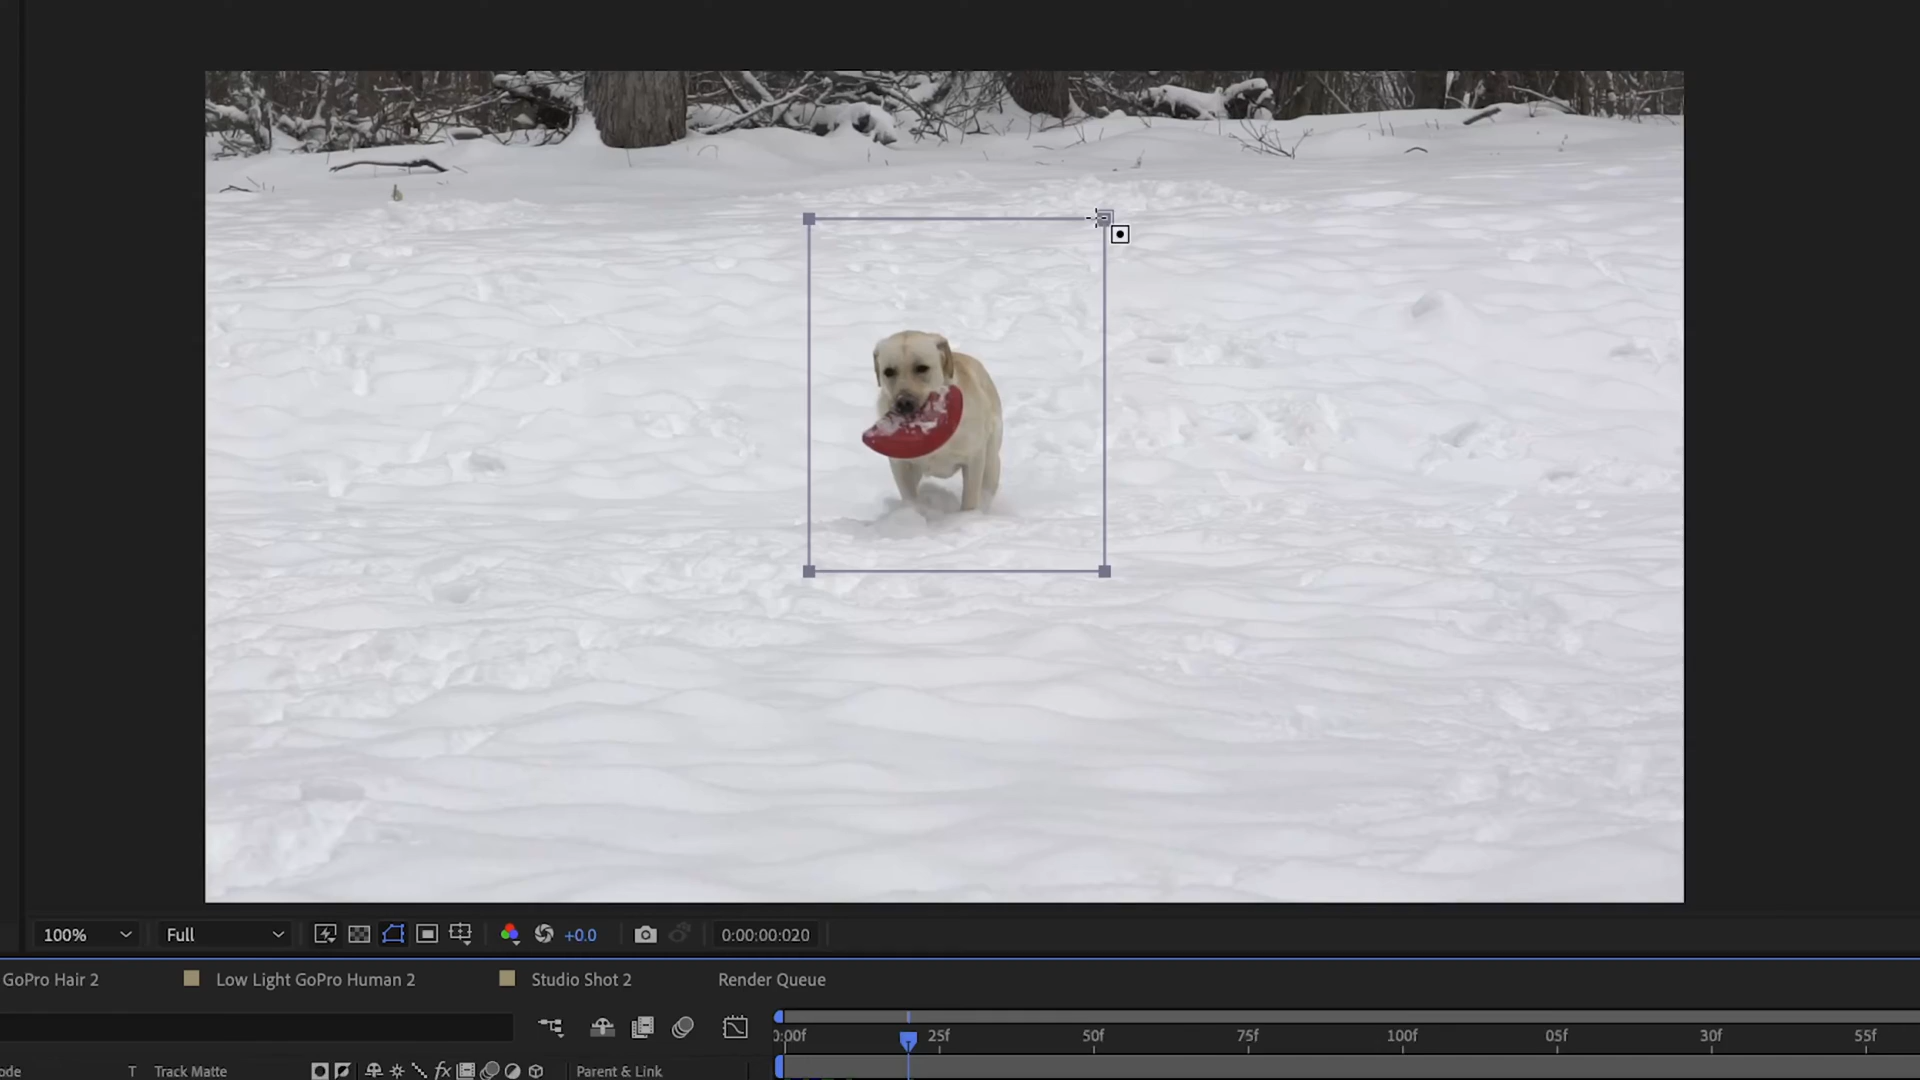 100% Full +0.0 0:00:00:020
GoPro Hair 2 Low Light GoPro Human 2 Studio Shot 2 Render Queue
0:00f 25f 50f 75f 100f 05f 30f 55f
ode T Track Matte fx Parent & Link